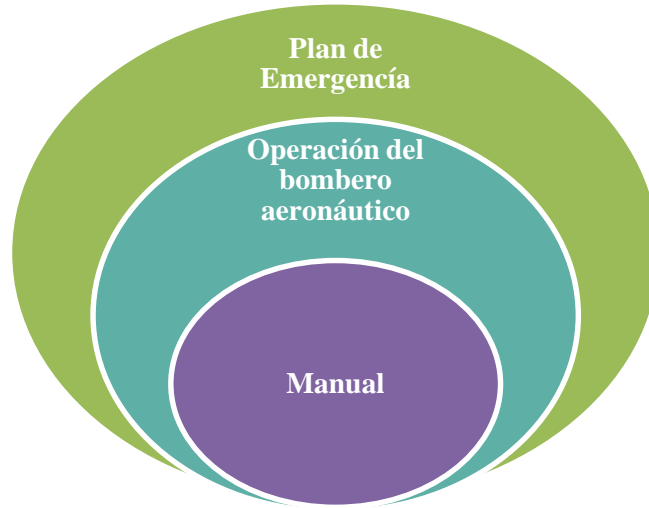 Plan de
Emergencía
Operación del
bombero
aeronáutico
Manual